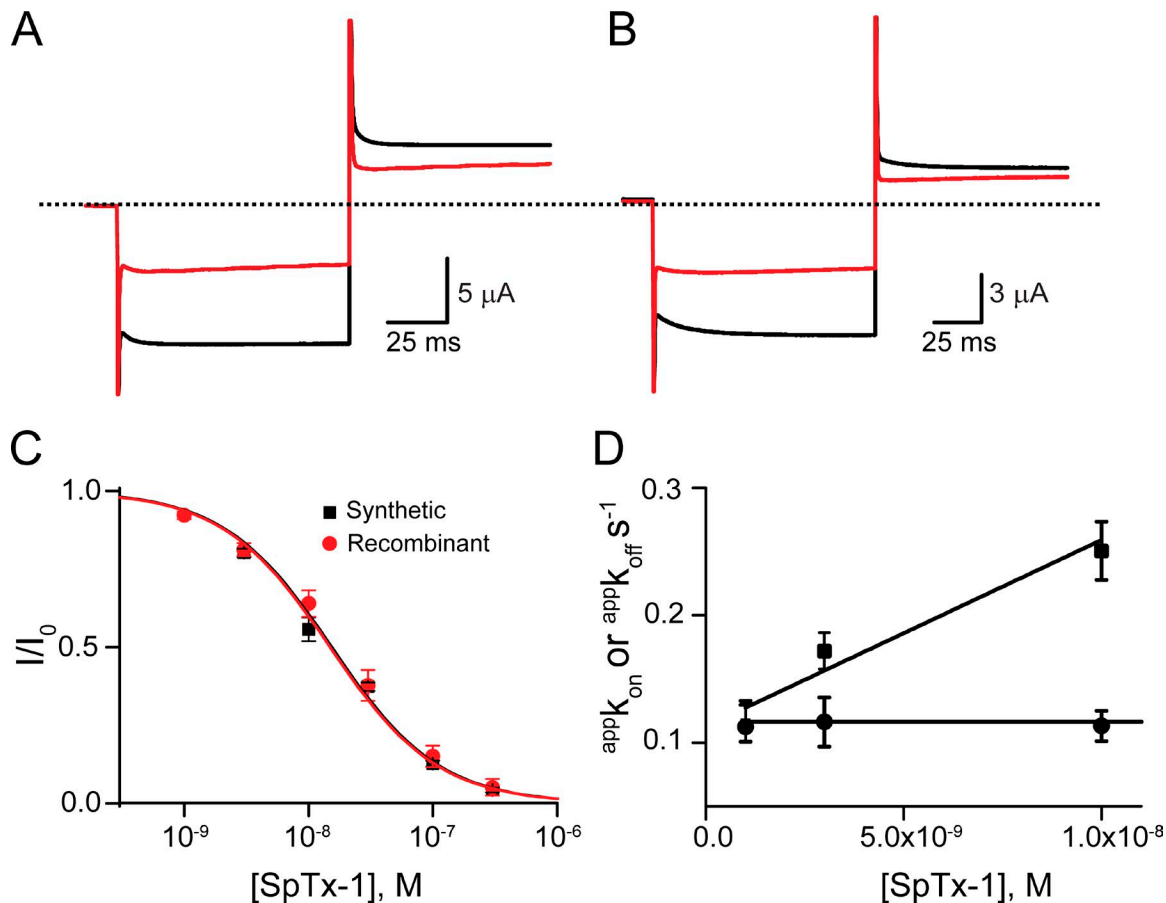 A
B
5 μA
25 ms
3 μA
25 ms
C
I/I0
1.0
0.5
0.0
Synthetic
Recombinant
10-9
10-8
10-7
10-6
[SpTx-1], M
D
appkon or appkoff s-1
0.3
0.2
0.1
0.0
5.0x10-9
1.0x10-8
[SpTx-1], M